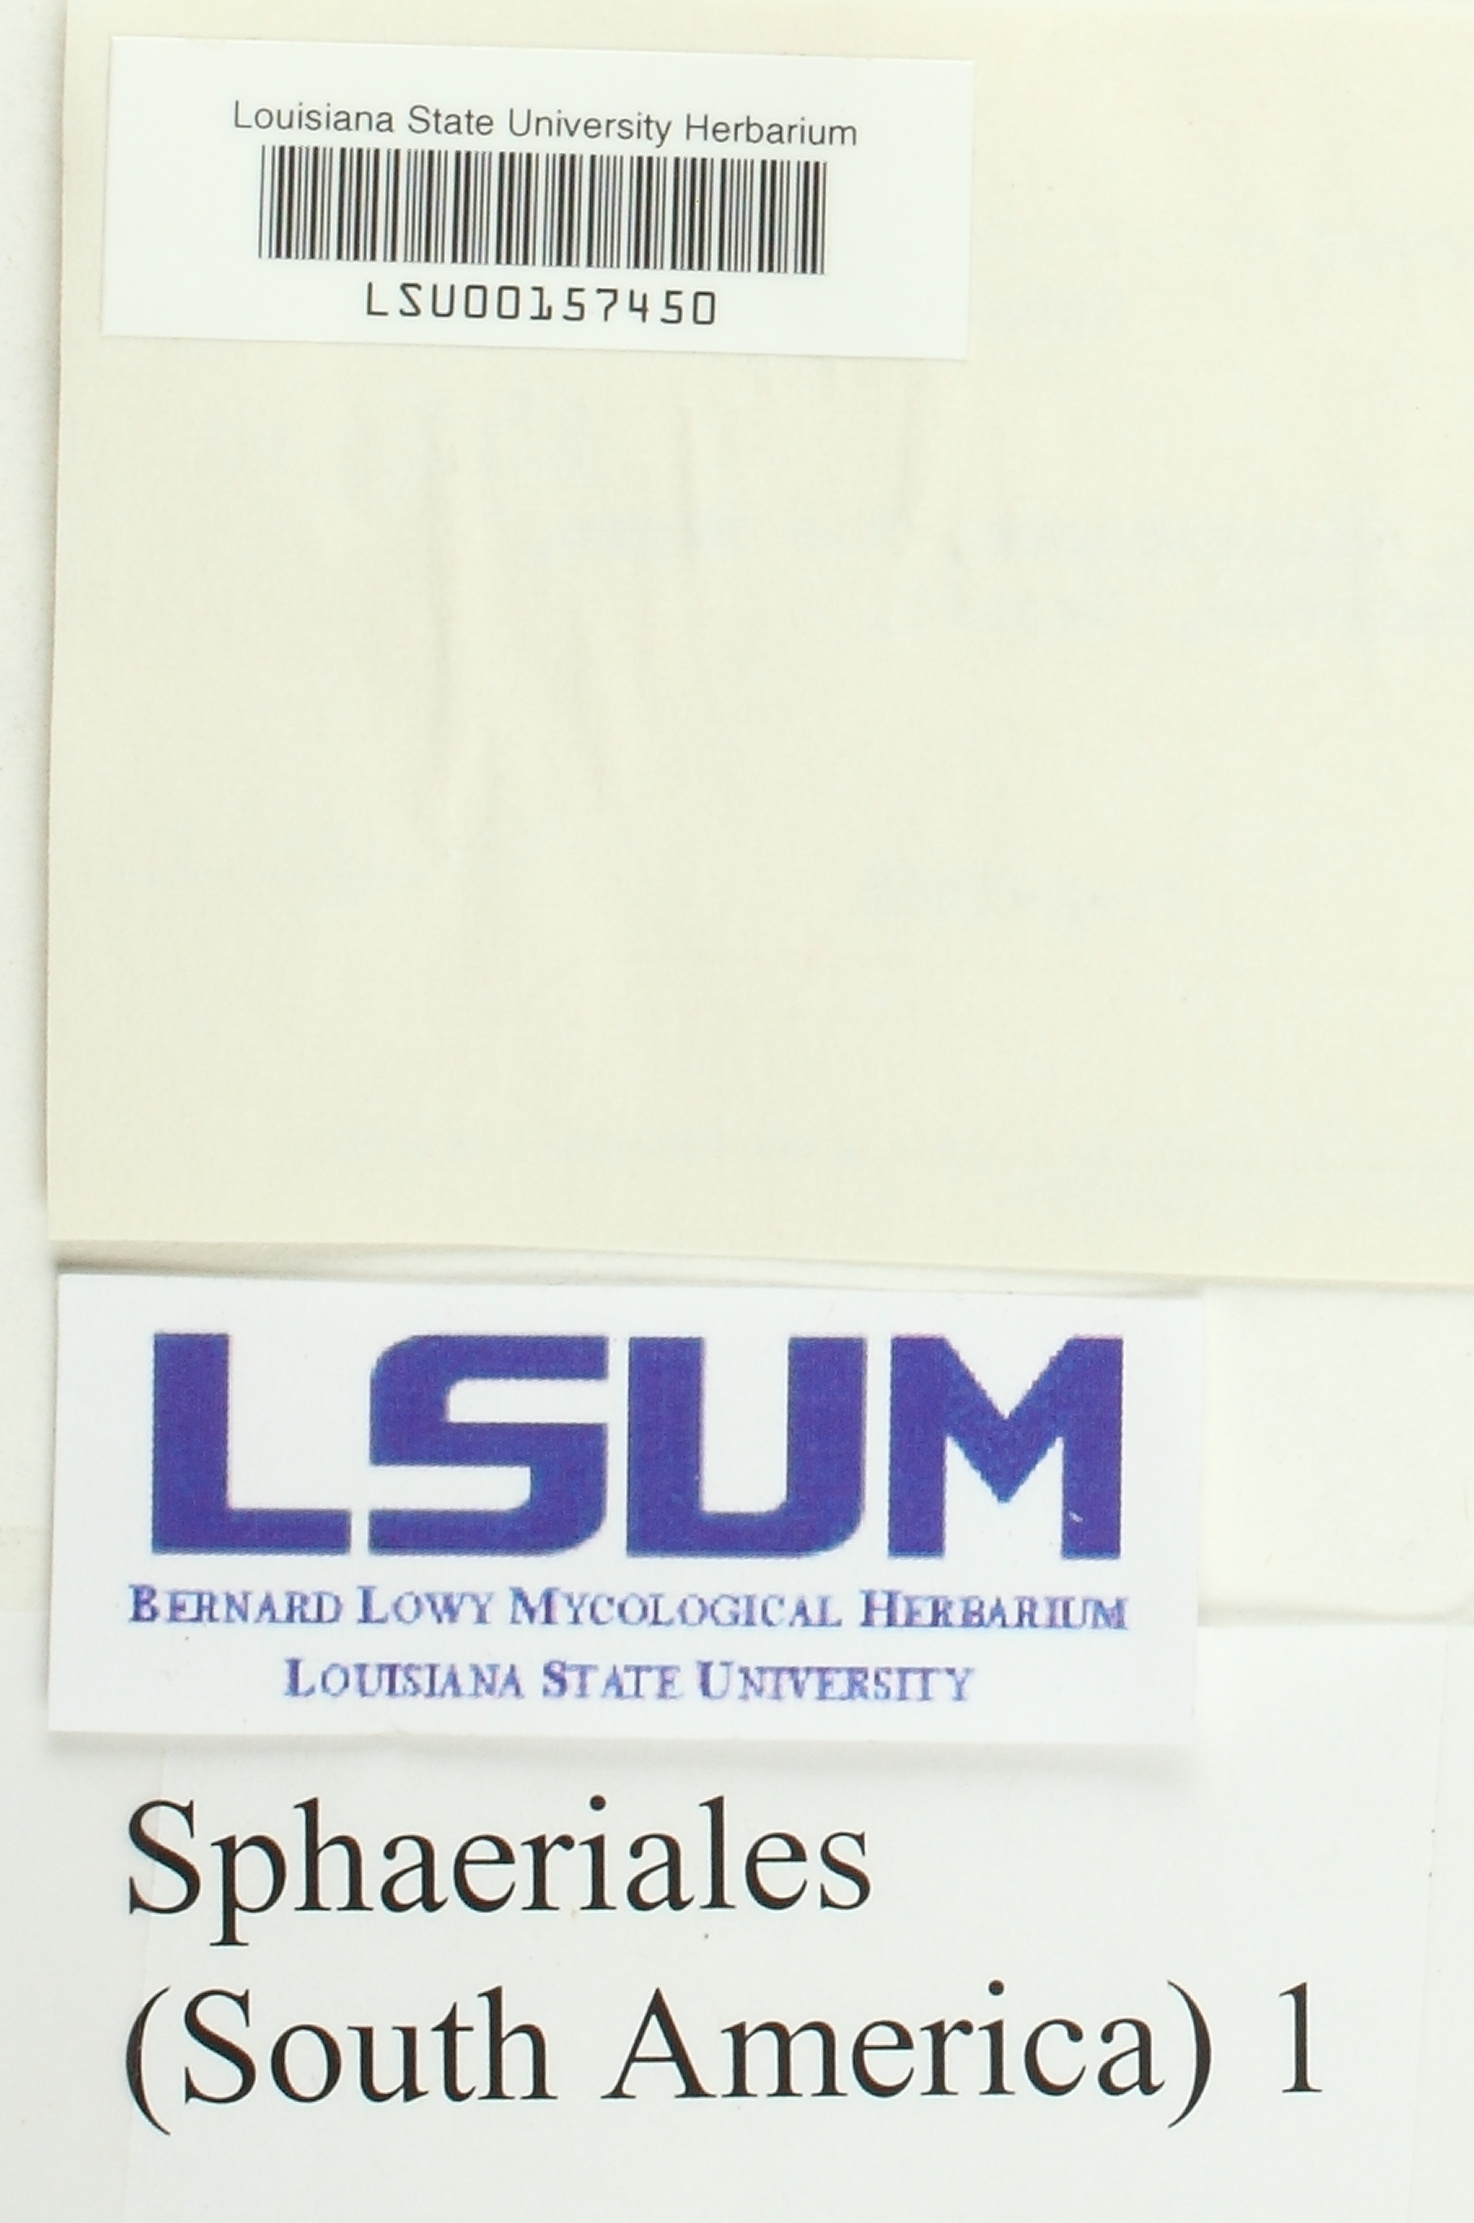 Louisiana State University Herbarium
LSU00157450
LSUM
BERNARD LOWY MYCOLOGICAL HERBARIUM
LOUISIANA STATE UNIVERSITY
Sphaeriales
(South America) 1